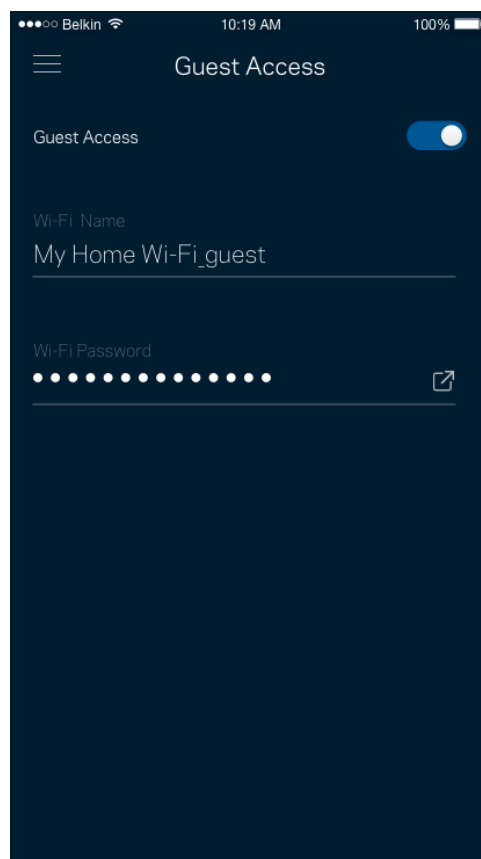 Belkin 10:19 AM 100%
Guest Access
Guest Access
Wi-Fi Name
My Home Wi-Fi_guest
Wi-Fi Password
●●●●●●●●●●●●●●